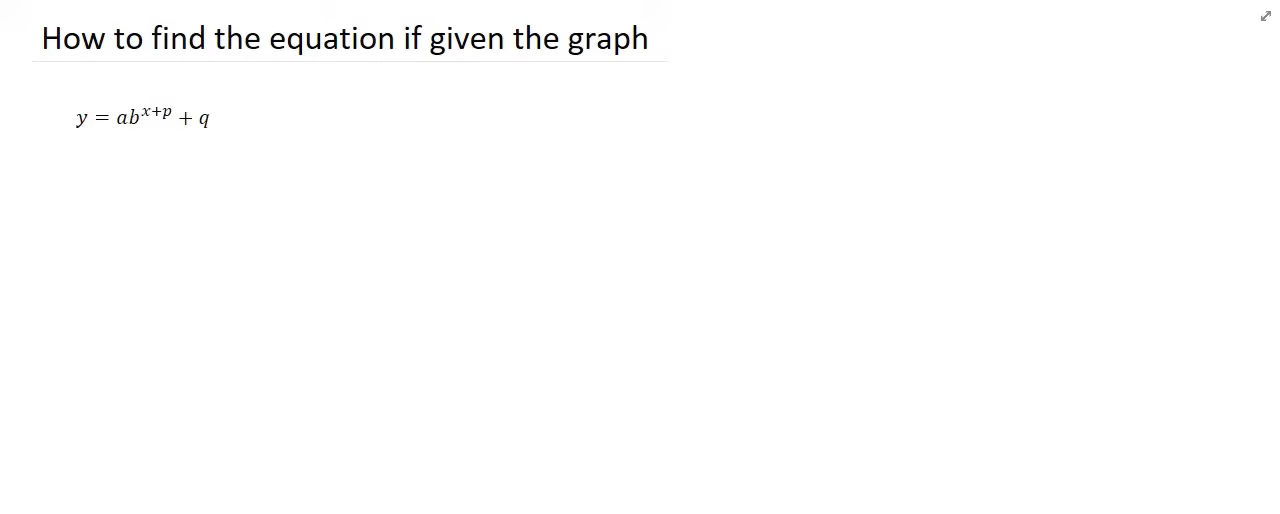 How to find the equation if given the graph
y = ab^{x+p} + q